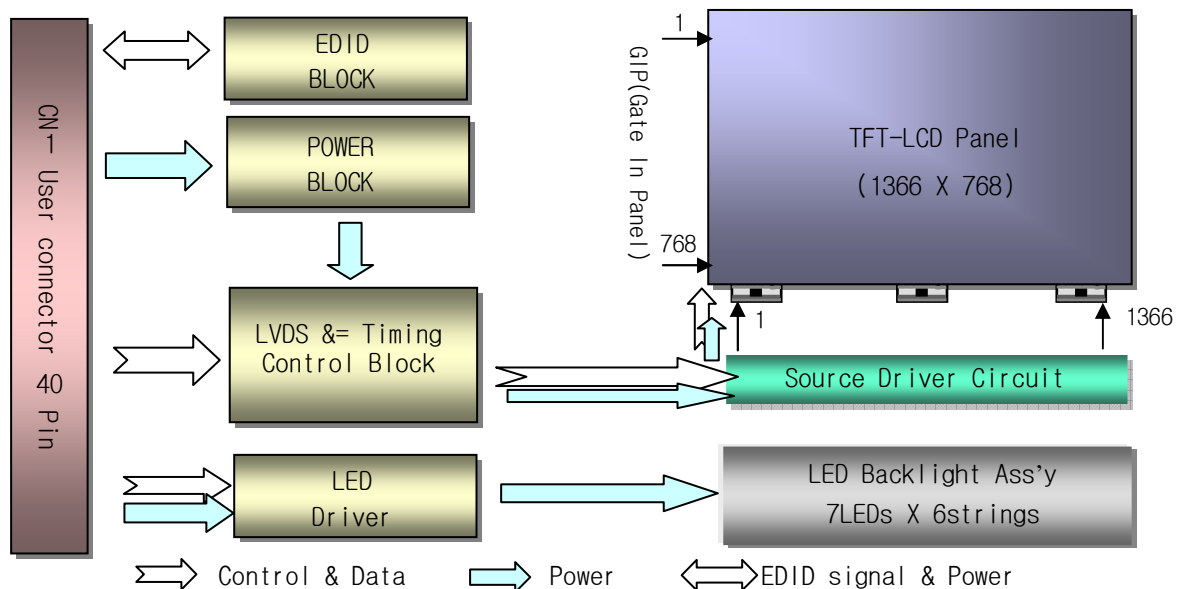 CN-1 User connector 40 Pin
EDID
BLOCK
POWER
BLOCK
LVDS &= Timing
Control Block
LED
Driver
1
GIP(Gate In Panel)
768
TFT-LCD Panel
(1366 X 768)
1
1366
Source Driver Circuit
LED Backlight Ass'y
7LEDs X 6strings
Control & Data
Power
EDID signal & Power